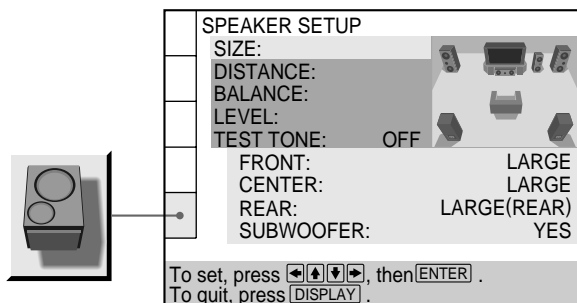 SPEAKER SETUP
SIZE:
DISTANCE:
BALANCE:
LEVEL:
TEST TONE: OFF
FRONT: LARGE
CENTER: LARGE
REAR: LARGE(REAR)
SUBWOOFER: YES
To set, press ←↑↓→, then ENTER .
To quit, press DISPLAY .